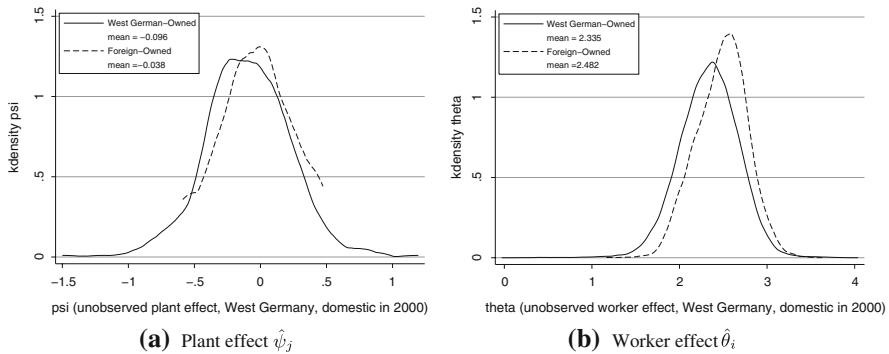 West German-Owned
mean = -0.096
Foreign-Owned
mean =-0.038
kdensity psi
0 .5 1 1.5
-1.5 -1 -.5 0 .5 1
psi (unobserved plant effect, West Germany, domestic in 2000)
(a) Plant effect ψ̂j
West German-Owned
mean = 2.335
Foreign-Owned
mean =2.482
kdensity theta
0 .5 1 1.5
0 1 2 3 4
theta (unobserved worker effect, West Germany, domestic in 2000)
(b) Worker effect θ̂i